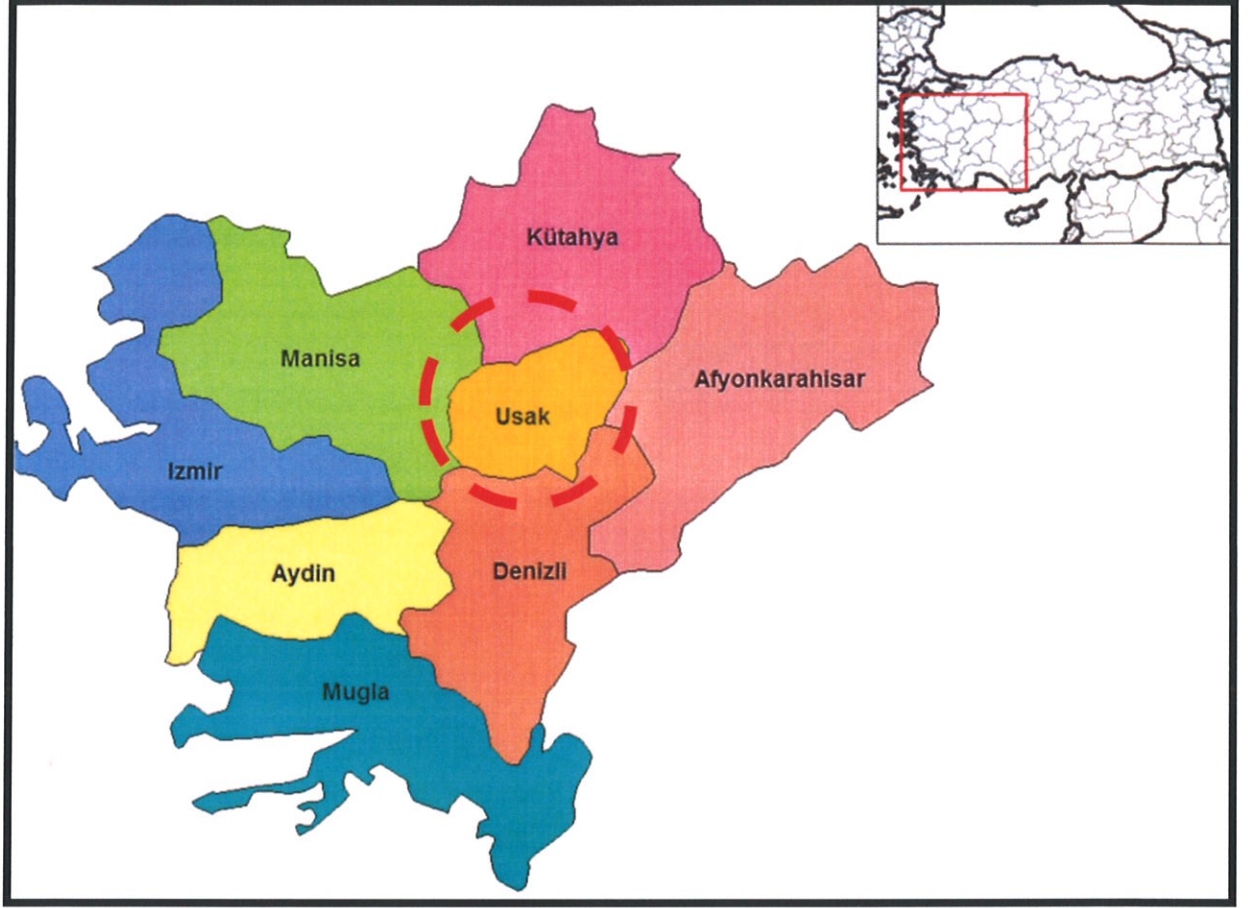 Kütahya
Manisa
Afyonkarahisar
Usak
Izmir
Aydin
Denizli
Mugla